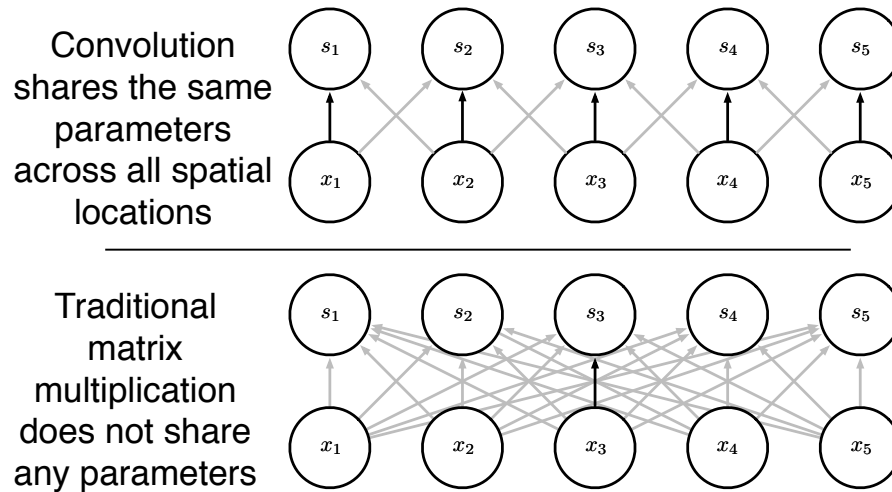 Convolution
shares the same
parameters
across all spatial
locations
s₁ s₂ s₃ s₄ s₅
x₁ x₂ x₃ x₄ x₅
Traditional
matrix
multiplication
does not share
any parameters
s₁ s₂ s₃ s₄ s₅
x₁ x₂ x₃ x₄ x₅